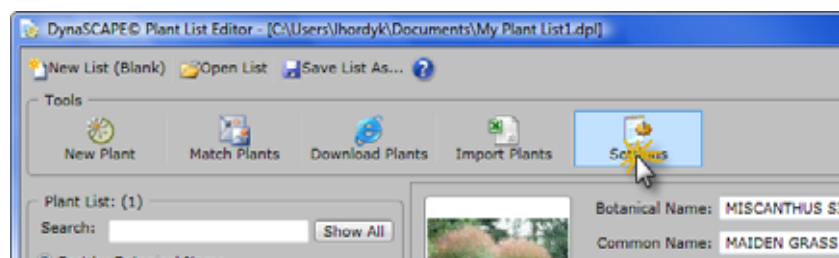 DynaSCAPE© Plant List Editor - [C:\Users\lhordyk\Documents\My Plant List1.dpl]
New List (Blank) Open List Save List As... ?
Tools
New Plant Match Plants Download Plants Import Plants Settings
Plant List: (1)
Botanical Name: MISCANTHUS
Search: Show All
Common Name: MAIDEN GRASS